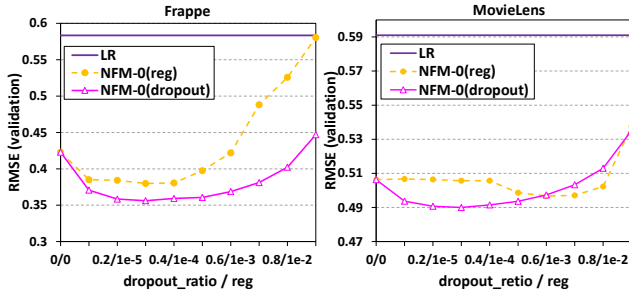 Frappe
0.6
0.55
0.5
0.45
0.4
0.35
0.3
RMSE (validation)
LR
NFM-0(reg)
NFM-0(dropout)
0/0
0.2/1e-5
0.4/1e-4
0.6/1e-3
0.8/1e-2
dropout_ratio / reg
MovieLens
0.59
0.57
0.55
0.53
0.51
0.49
0.47
RMSE (validation)
LR
NFM-0(reg)
NFM-0(dropout)
0/0
0.2/1e-5
0.4/1e-4
0.6/1e-3
0.8/1e-2
dropout_retio / reg